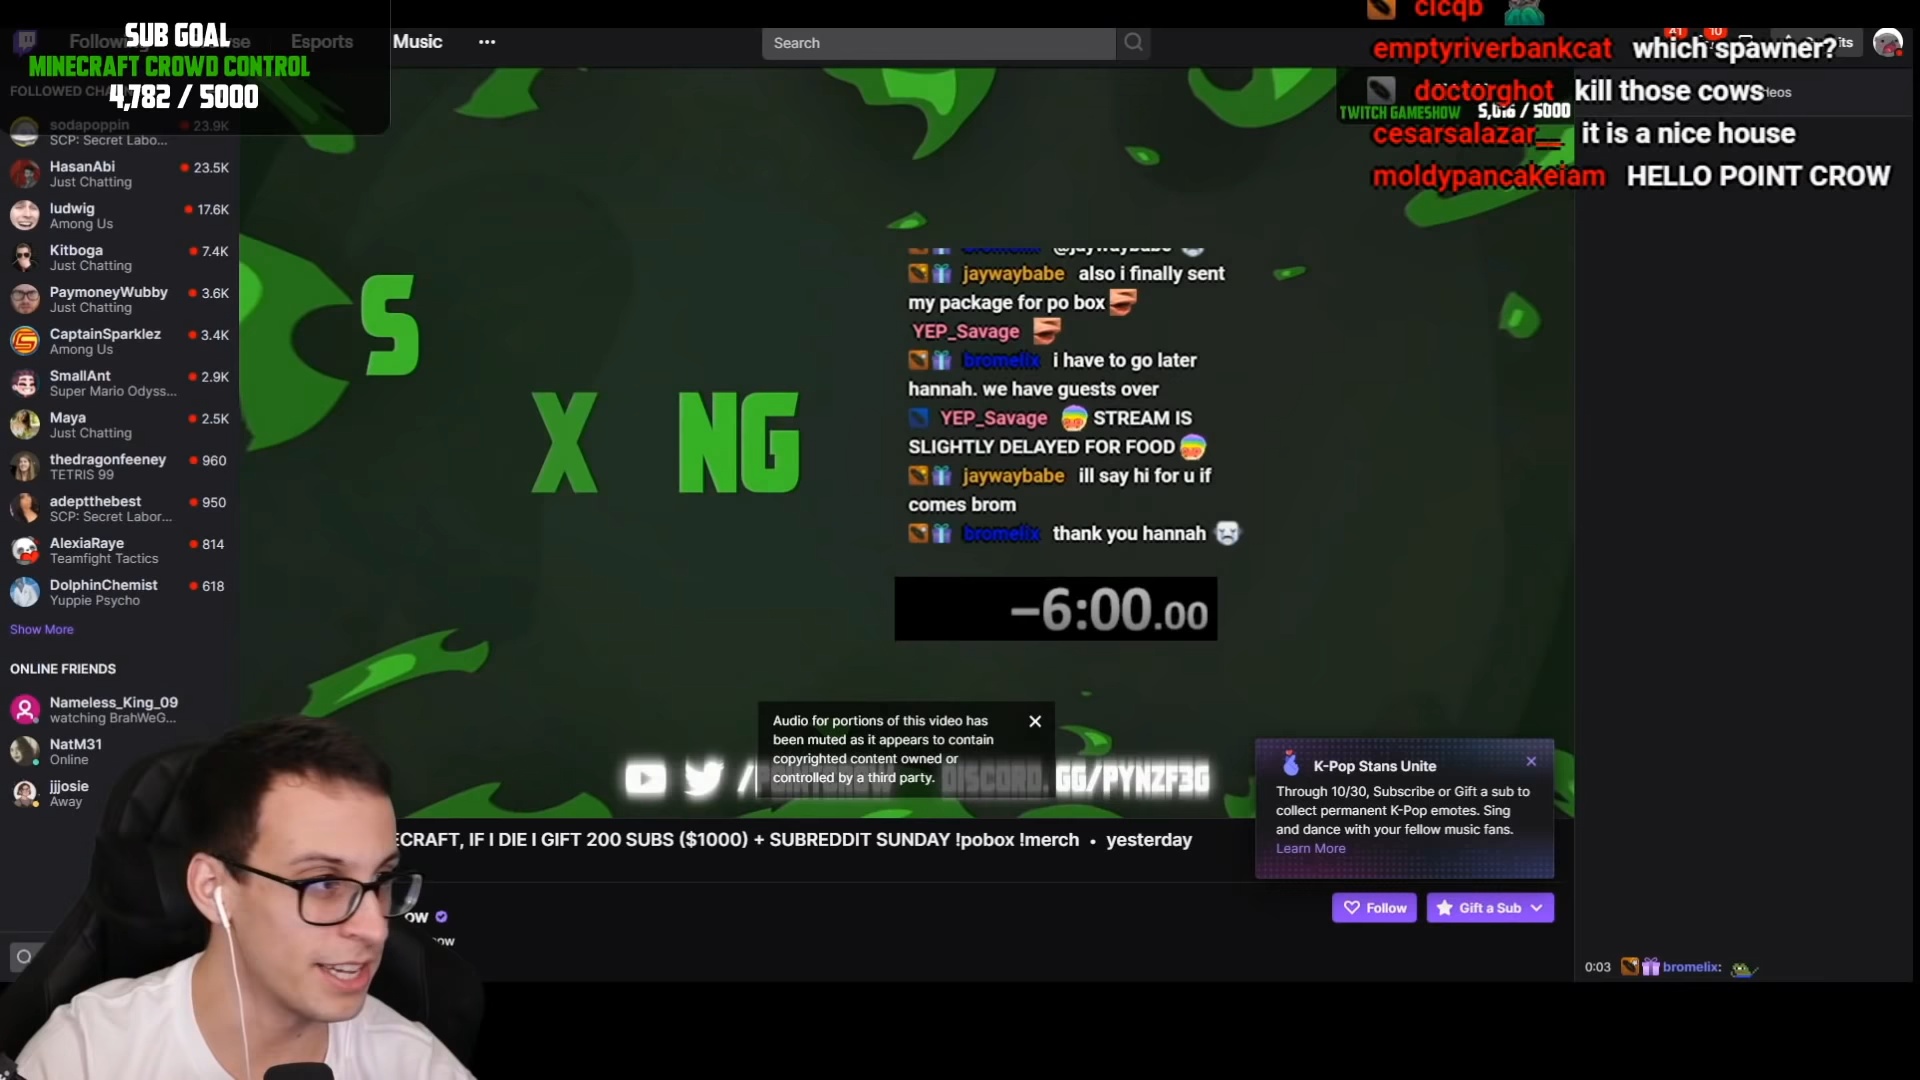 SUB GOAL
MINECRAFT CROWD CONTROL
4,782 / 5000
Esports
Music
Search
FOLLOWED
sodapoppin 23.9K
SCP: Secret Labo...
HasanAbi 23.5K
Just Chatting
ludwig 17.6K
Among Us
Kitboga 7.4K
Just Chatting
PaymoneyWubby 3.6K
Just Chatting
CaptainSparklez 3.4K
Among Us
SmallAnt 2.9K
Super Mario Odyss...
Maya 2.5K
Just Chatting
thedragonfeeney 960
TETRIS 99
adeptthebest 950
SCP: Secret Labor...
AlexiaRaye 814
Teamfight Tactics
DolphinChemist 618
Yuppie Psycho
Show More
ONLINE FRIENDS
Nameless_King_09
watching BrahWeG...
NatM31
Online
jjjosie
Away
S
X NG
jaywaybabe also i finally sent
my package for po box
YEP_Savage
bromelix i have to go later
hannah. we have guests over
YEP_Savage STREAM IS
SLIGHTLY DELAYED FOR FOOD
jaywaybabe ill say hi for u if
comes brom
bromelix thank you hannah
−6:00.00
Audio for portions of this video has
been muted as it appears to contain
copyrighted content owned or
controlled by a third party.
DISCORD.GG/PYNZF3G
ECRAFT, IF I DIE I GIFT 200 SUBS ($1000) + SUBREDDIT SUNDAY !pobox !merch • yesterday
ow
ow
K-Pop Stans Unite
Through 10/30, Subscribe or Gift a sub to
collect permanent K-Pop emotes. Sing
and dance with your fellow music fans.
Learn More
Follow
Gift a Sub
clcqb
emptyriverbankcat which spawner?
doctorghot kill those cows
TWITCH GAMESHOW 5,016 / 5000
cesarsalazar__ it is a nice house
moldypancakeiam HELLO POINT CROW
0:03 bromelix: